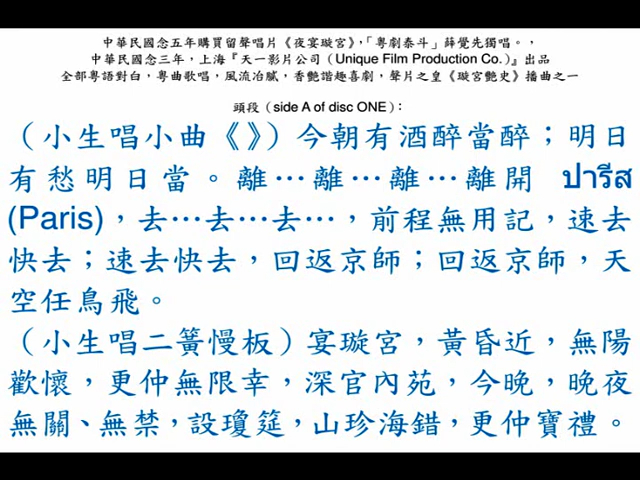 中華民國念五年購買留聲唱片《夜宴璇宮》，「粵劇泰斗」薛覺先獨唱。，
中華民國念三年，上海『天一影片公司（Unique Film Production Co.）』出品
全部粵語對白，粵曲歌唱，風流冶膩，香艷諧趣喜劇，聲片之皇《璇宮艷史》播曲之一
頭段（side A of disc ONE）：
（小生唱小曲《 》）今朝有酒醉當醉；明日
有愁明日當。離…離…離…離開 ปารีส
(Paris)，去…去…去…，前程無用記，速去
快去；速去快去，回返京師；回返京師，天
空任鳥飛。
（小生唱二簧慢板）宴璇宮，黃昏近，無陽
歡懷，更仲無限幸，深官內苑，今晚，晚夜
無關、無禁，設瓊筵，山珍海錯，更仲寶禮。